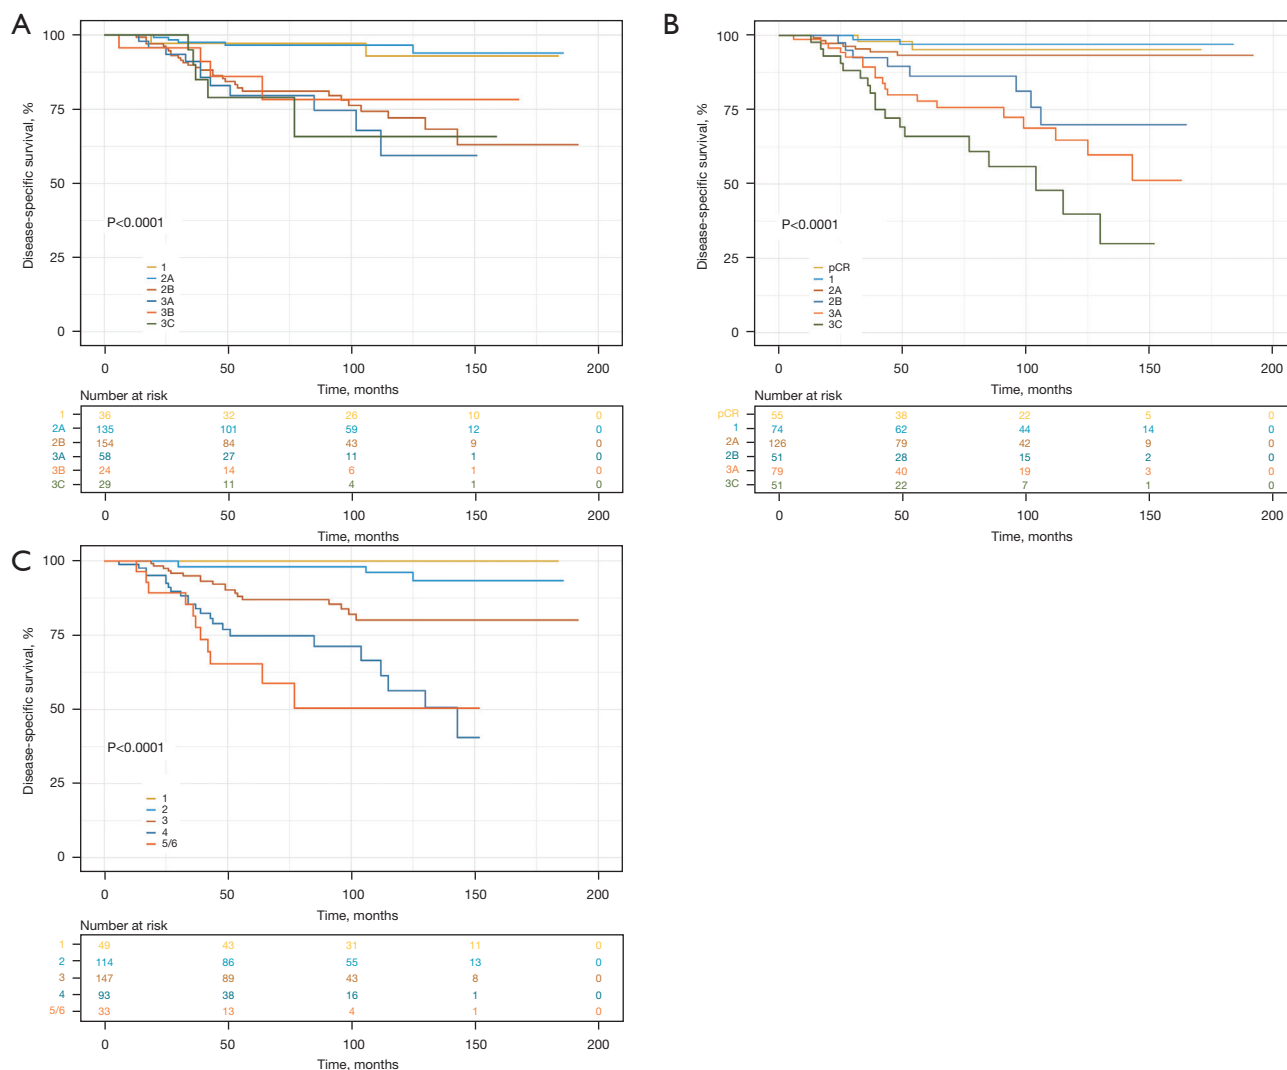 A
Disease-specific survival, %
100
75
50
25
0
P<0.0001
1
2A
2B
3A
3B
3C
0 50 100 150 200
Time, months
Number at risk
1 36 32 26 10 0
2A 135 101 59 12 0
2B 154 84 43 9 0
3A 58 27 11 1 0
3B 24 14 6 1 0
3C 29 11 4 1 0
0 50 100 150 200
Time, months
B
Disease-specific survival, %
100
75
50
25
0
P<0.0001
pCR
1
2A
2B
3A
3C
0 50 100 150 200
Time, months
Number at risk
pCR 55 38 22 5 0
1 74 62 44 14 0
2A 126 79 42 9 0
2B 51 28 15 2 0
3A 79 40 19 3 0
3C 51 22 7 1 0
0 50 100 150 200
Time, months
C
Disease-specific survival, %
100
75
50
25
0
P<0.0001
1
2
3
4
5/6
0 50 100 150 200
Time, months
Number at risk
1 49 43 31 11 0
2 114 86 55 13 0
3 147 89 43 8 0
4 93 38 16 1 0
5/6 33 13 4 1 0
0 50 100 150 200
Time, months